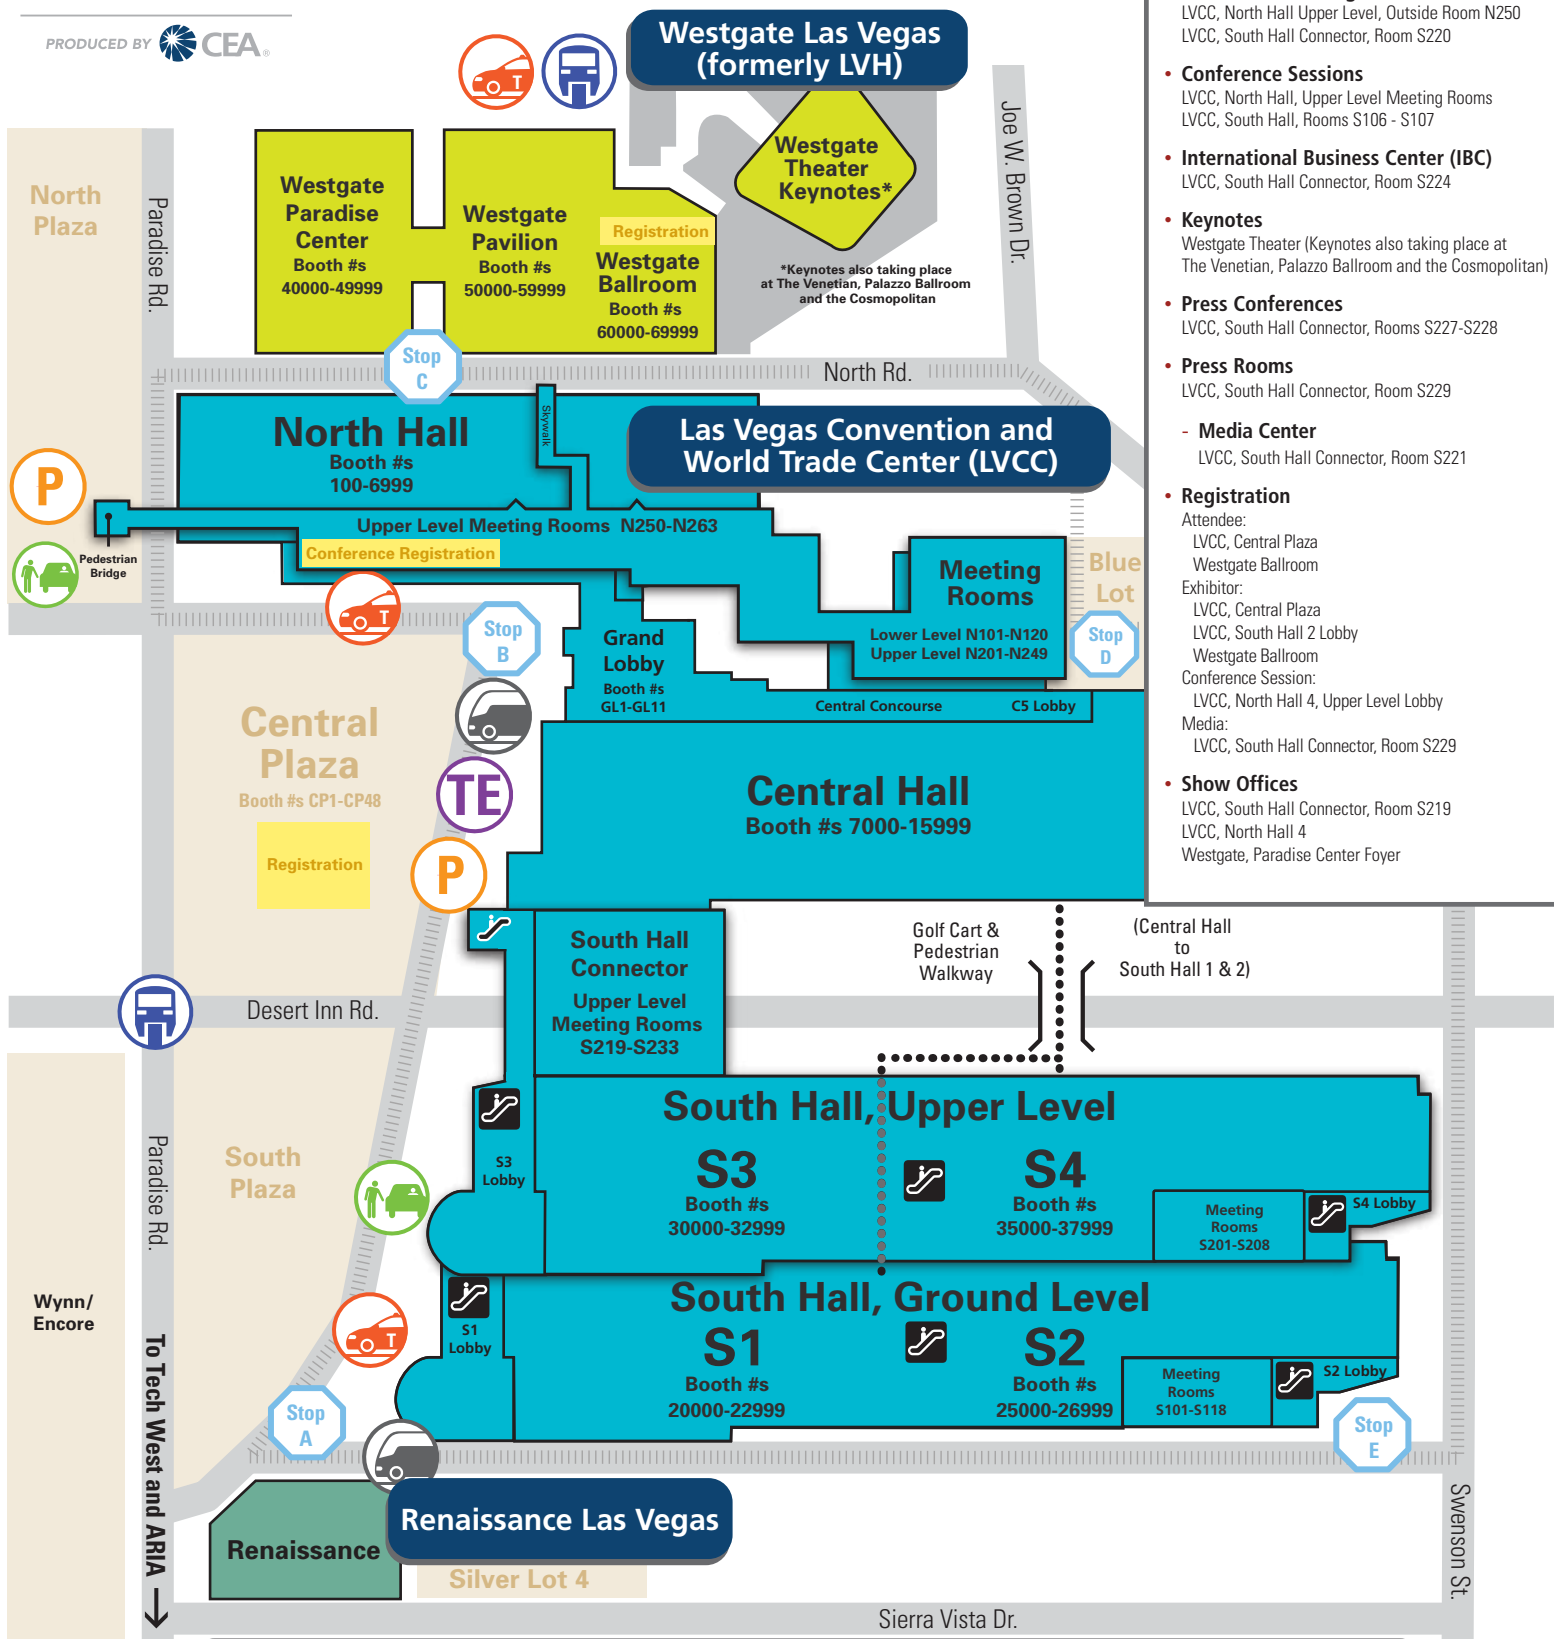 PRODUCED BY CEA®
Westgate Las Vegas
(formerly LVH)
T
North
Plaza
Paradise Rd.
Westgate
Paradise
Center
Booth #s
40000-49999
Westgate
Pavilion
Booth #s
50000-59999
Registration
Westgate
Ballroom
Booth #s
60000-69999
Westgate
Theater
Keynotes*
*Keynotes also taking place
at The Venetian, Palazzo Ballroom
and the Cosmopolitan
Joe W. Brown Dr.
Stop
C
North Rd.
North Hall
Booth #s
100-6999
Skywalk
Las Vegas Convention and
World Trade Center (LVCC)
P
Pedestrian
Bridge
Upper Level Meeting Rooms N250-N263
Conference Registration
T
Stop
B
Grand
Lobby
Booth #s
GL1-GL11
Meeting
Rooms
Lower Level N101-N120
Upper Level N201-N249
Blue
Lot
Stop
D
Central Concourse
C5 Lobby
Central
Plaza
Booth #s CP1-CP48
Registration
TE
P
Central Hall
Booth #s 7000-15999
South Hall
Connector
Upper Level
Meeting Rooms
S219-S233
Golf Cart &
Pedestrian
Walkway
(Central Hall
to
South Hall 1 & 2)
Desert Inn Rd.
South
Plaza
Paradise Rd.
S3
Lobby
South Hall, Upper Level
S3
Booth #s
30000-32999
S4
Booth #s
35000-37999
Meeting
Rooms
S201-S208
S4 Lobby
Wynn/
Encore
T
S1
Lobby
South Hall, Ground Level
S1
Booth #s
20000-22999
S2
Booth #s
25000-26999
Meeting
Rooms
S101-S118
S2 Lobby
Stop
A
Stop
E
To Tech West and ARIA
Renaissance
Renaissance Las Vegas
Silver Lot 4
Swenson St.
Sierra Vista Dr.
LVCC, North Hall Upper Level, Outside Room N250
LVCC, South Hall Connector, Room S220
• Conference Sessions
LVCC, North Hall, Upper Level Meeting Rooms
LVCC, South Hall, Rooms S106 - S107
• International Business Center (IBC)
LVCC, South Hall Connector, Room S224
• Keynotes
Westgate Theater (Keynotes also taking place at
The Venetian, Palazzo Ballroom and the Cosmopolitan)
• Press Conferences
LVCC, South Hall Connector, Rooms S227-S228
• Press Rooms
LVCC, South Hall Connector, Room S229
- Media Center
LVCC, South Hall Connector, Room S221
• Registration
Attendee:
LVCC, Central Plaza
Westgate Ballroom
Exhibitor:
LVCC, Central Plaza
LVCC, South Hall 2 Lobby
Westgate Ballroom
Conference Session:
LVCC, North Hall 4, Upper Level Lobby
Media:
LVCC, South Hall Connector, Room S229
• Show Offices
LVCC, South Hall Connector, Room S219
LVCC, North Hall 4
Westgate, Paradise Center Foyer